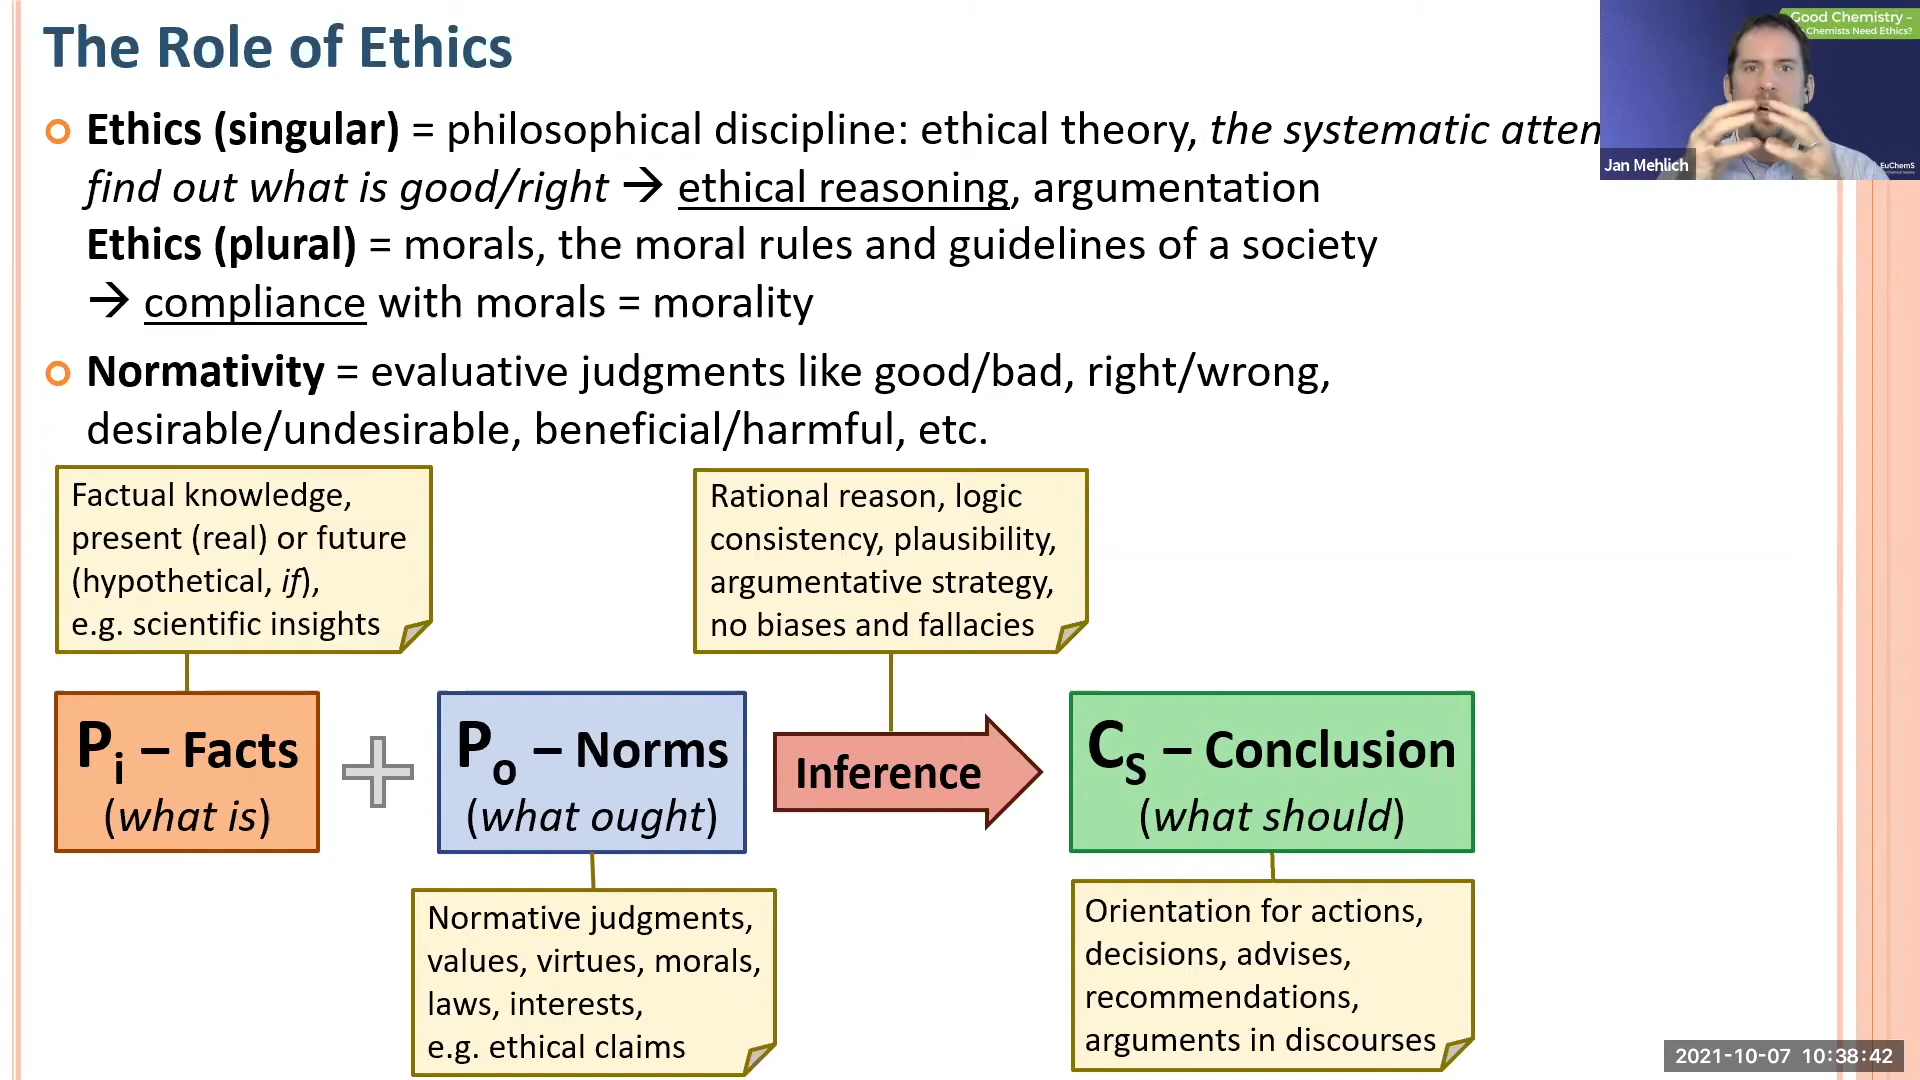 The Role of Ethics
Ethics (singular) = philosophical discipline: ethical theory, the systematic
find out what is good/right → ethical reasoning, argumentation
Ethics (plural) = morals, the moral rules and guidelines of a society
→ compliance with morals = morality
Normativity = evaluative judgments like good/bad, right/wrong,
desirable/undesirable, beneficial/harmful, etc.
Factual knowledge,
present (real) or future
(hypothetical, if),
e.g. scientific insights
Rational reason, logic
consistency, plausibility,
argumentative strategy,
no biases and fallacies
Pi – Facts
(what is)
+
Po – Norms
(what ought)
Inference
CS – Conclusion
(what should)
Normative judgments,
values, virtues, morals,
laws, interests,
e.g. ethical claims
Orientation for actions,
decisions, advises,
recommendations,
arguments in discourses
Good Chemistry –
Chemists Need Ethics?
Jan Mehlich
EuChemS
2021-10-07 10:38:42